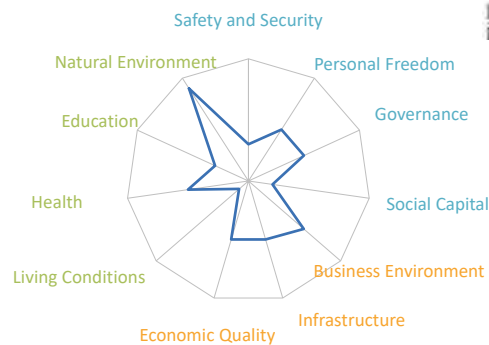 Safety and Security
Natural Environment
Personal Freedom
Education
Governance
Health
Social Capital
Living Conditions
Business Environment
Economic Quality
Infrastructure